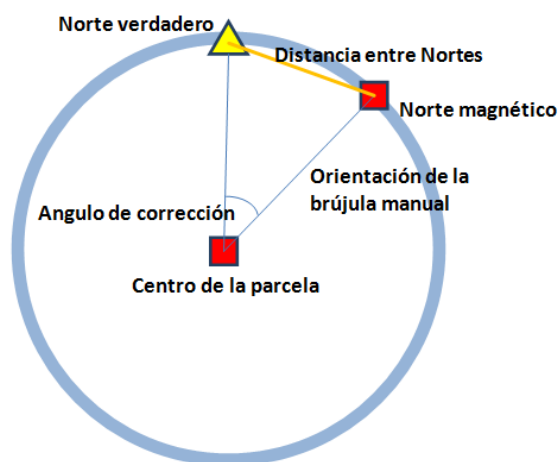 Norte verdadero
Distancia entre Nortes
Norte magnético
Orientación de la
brújula manual
Angulo de corrección
Centro de la parcela